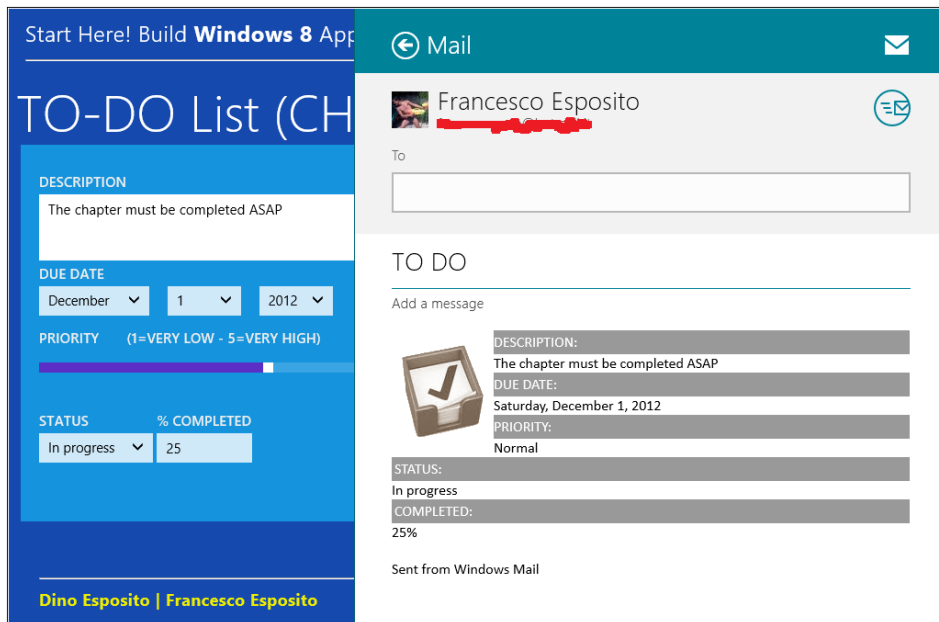 Start Here! Build Windows 8 App
TO-DO List (CH
DESCRIPTION
The chapter must be completed ASAP
DUE DATE
December 1 2012
PRIORITY (1=VERY LOW - 5=VERY HIGH)
STATUS % COMPLETED
In progress 25
Dino Esposito | Francesco Esposito
Mail
Francesco Esposito
To
TO DO
Add a message
DESCRIPTION:
The chapter must be completed ASAP
DUE DATE:
Saturday, December 1, 2012
PRIORITY:
Normal
STATUS:
In progress
COMPLETED:
25%
Sent from Windows Mail